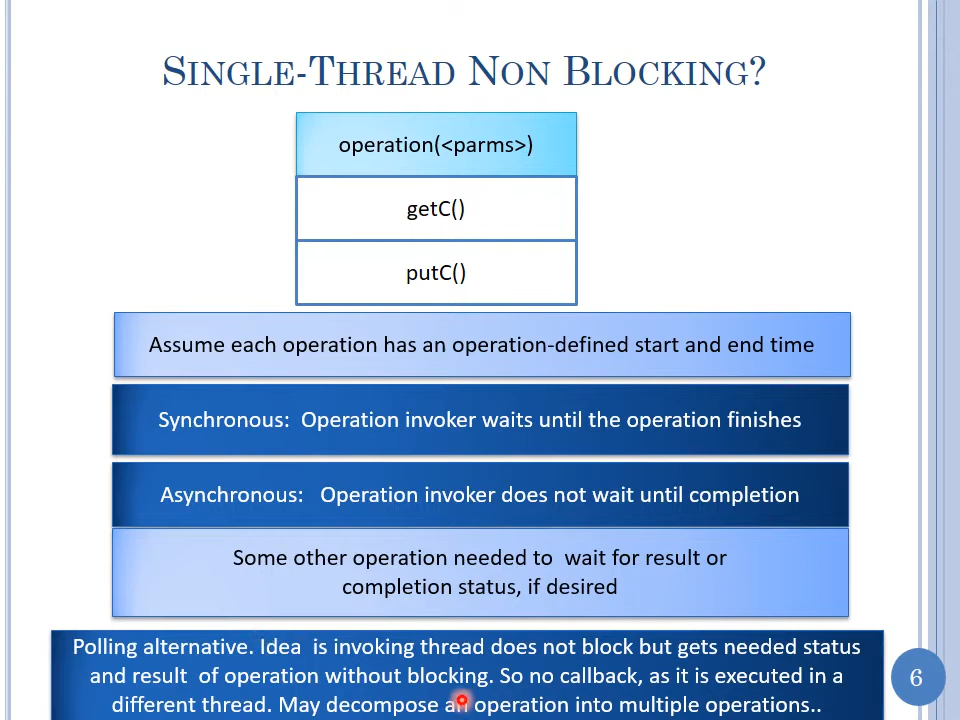 SINGLE-THREAD NON BLOCKING?
operation(<parms>)
getC()
putC()
Assume each operation has an operation-defined start and end time
Synchronous: Operation invoker waits until the operation finishes
Asynchronous: Operation invoker does not wait until completion
Some other operation needed to wait for result or
completion status, if desired
Polling alternative. Idea is invoking thread does not block but gets needed status
and result of operation without blocking. So no callback, as it is executed in a
different thread. May decompose an operation into multiple operations..
6